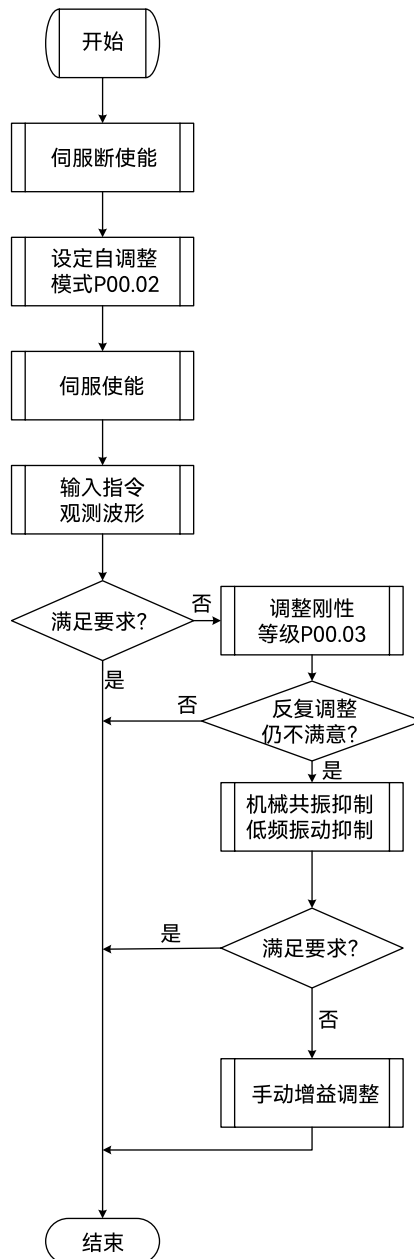 开始
伺服断使能
设定自调整
模式P00.02
伺服使能
输入指令
观测波形
满足要求？
否
调整刚性
等级P00.03
是
否
反复调整
仍不满意？
是
机械共振抑制
低频振动抑制
是
满足要求？
否
手动增益调整
结束